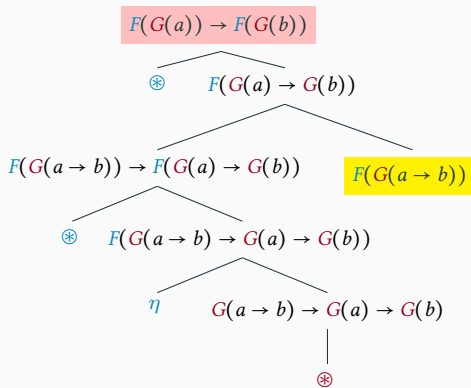 F(G(a)) → F(G(b))
⊛ F(G(a) → G(b))
F(G(a → b)) → F(G(a) → G(b)) F(G(a → b))
⊛ F(G(a → b) → G(a) → G(b))
η G(a → b) → G(a) → G(b)
⊛